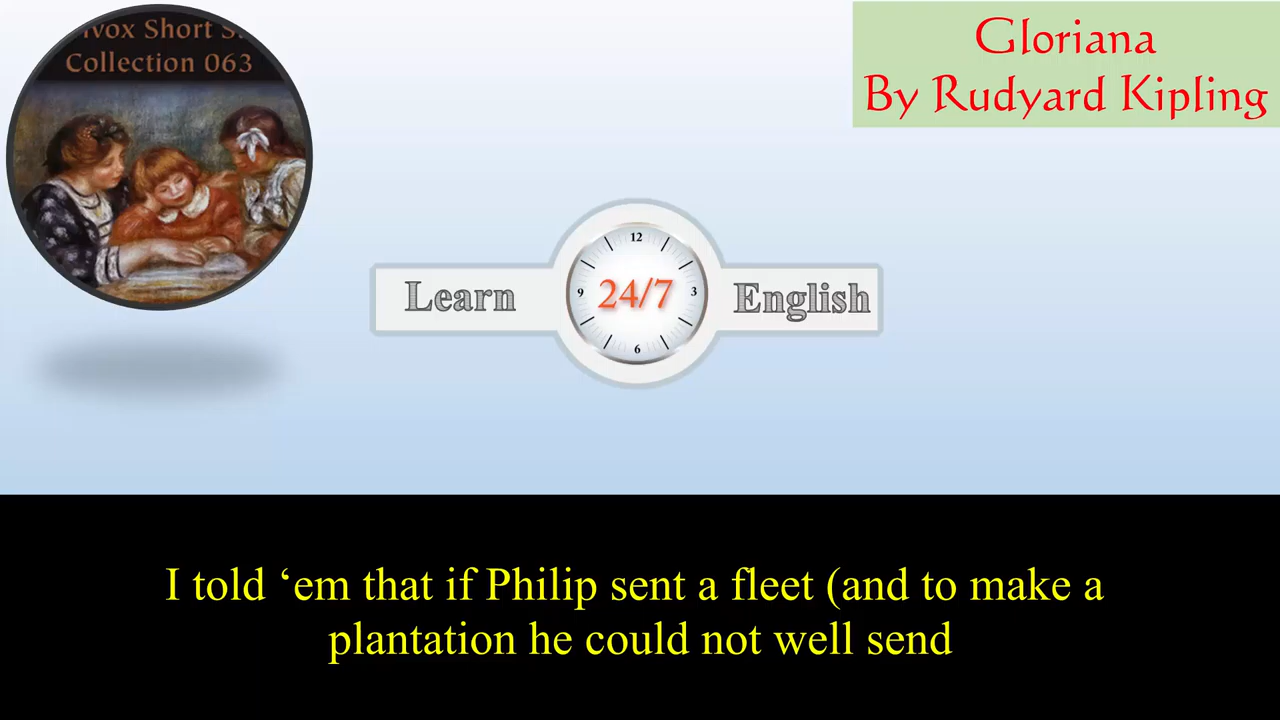 Short
Collection 063
Gloriana
By Rudyard Kipling
12
9
3
6
Learn
24/7
English
I told ‘em that if Philip sent a fleet (and to make a
plantation he could not well send